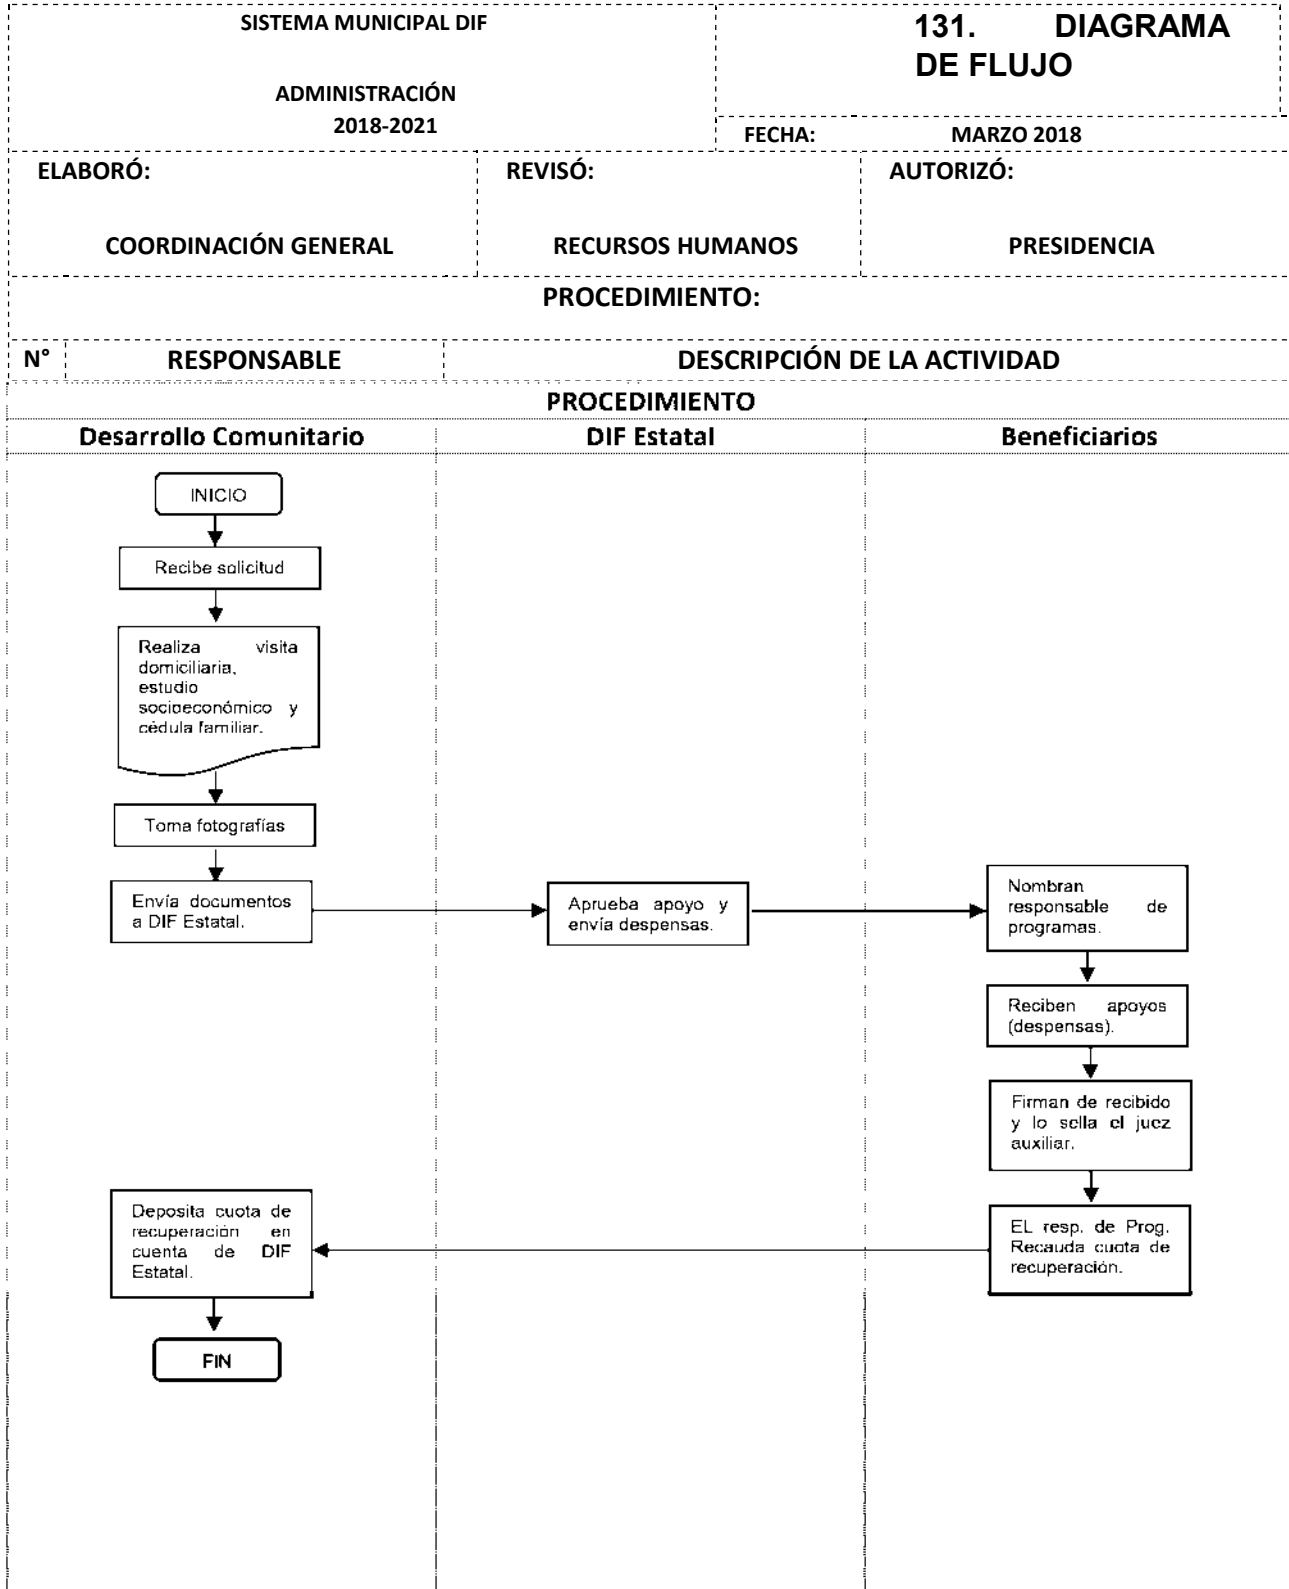 SISTEMA MUNICIPAL DIF
ADMINISTRACIÓN
2018-2021
131. DIAGRAMA
DE FLUJO
FECHA: MARZO 2018
ELABORÓ:
COORDINACIÓN GENERAL
REVISÓ:
RECURSOS HUMANOS
AUTORIZÓ:
PRESIDENCIA
PROCEDIMIENTO:
N° RESPONSABLE DESCRIPCIÓN DE LA ACTIVIDAD
PROCEDIMIENTO
Desarrollo Comunitario DIF Estatal Beneficiarios
INICIO
Recibe solicitud
Realiza visita
domiciliaria,
estudio
socioeconómico y
cédula familiar.
Toma fotografías
Envía documentos
a DIF Estatal.
Aprueba apoyo y
envía despensas.
Nombran
responsable de
programas.
Reciben apoyos
(despensas).
Firman de recibido
y lo sella el juez
auxiliar.
EL resp. de Prog.
Recauda cuota de
recuperación.
Deposita cuota de
recuperación en
cuenta de DIF
Estatal.
FIN